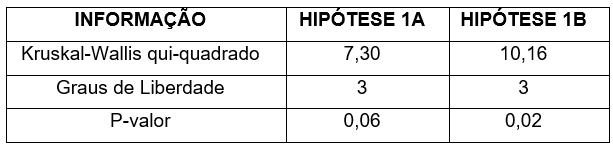 INFORMAÇÃO HIPÓTESE 1A HIPÓTESE 1B
Kruskal-Wallis qui-quadrado 7,30 10,16
Graus de Liberdade 3 3
P-valor 0,06 0,02